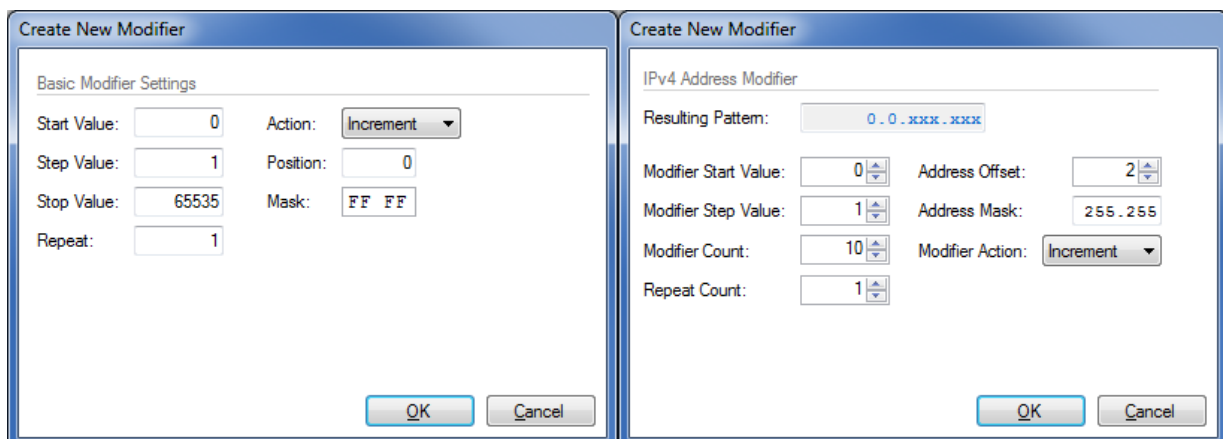 Create New Modifier
Basic Modifier Settings
Start Value: 0 Action: Increment
Step Value: 1 Position: 0
Stop Value: 65535 Mask: FF FF
Repeat: 1
OK Cancel
Create New Modifier
IPv4 Address Modifier
Resulting Pattern: 0.0.xxx.xxx
Modifier Start Value: 0 Address Offset: 2
Modifier Step Value: 1 Address Mask: 255.255
Modifier Count: 10 Modifier Action: Increment
Repeat Count: 1
OK Cancel